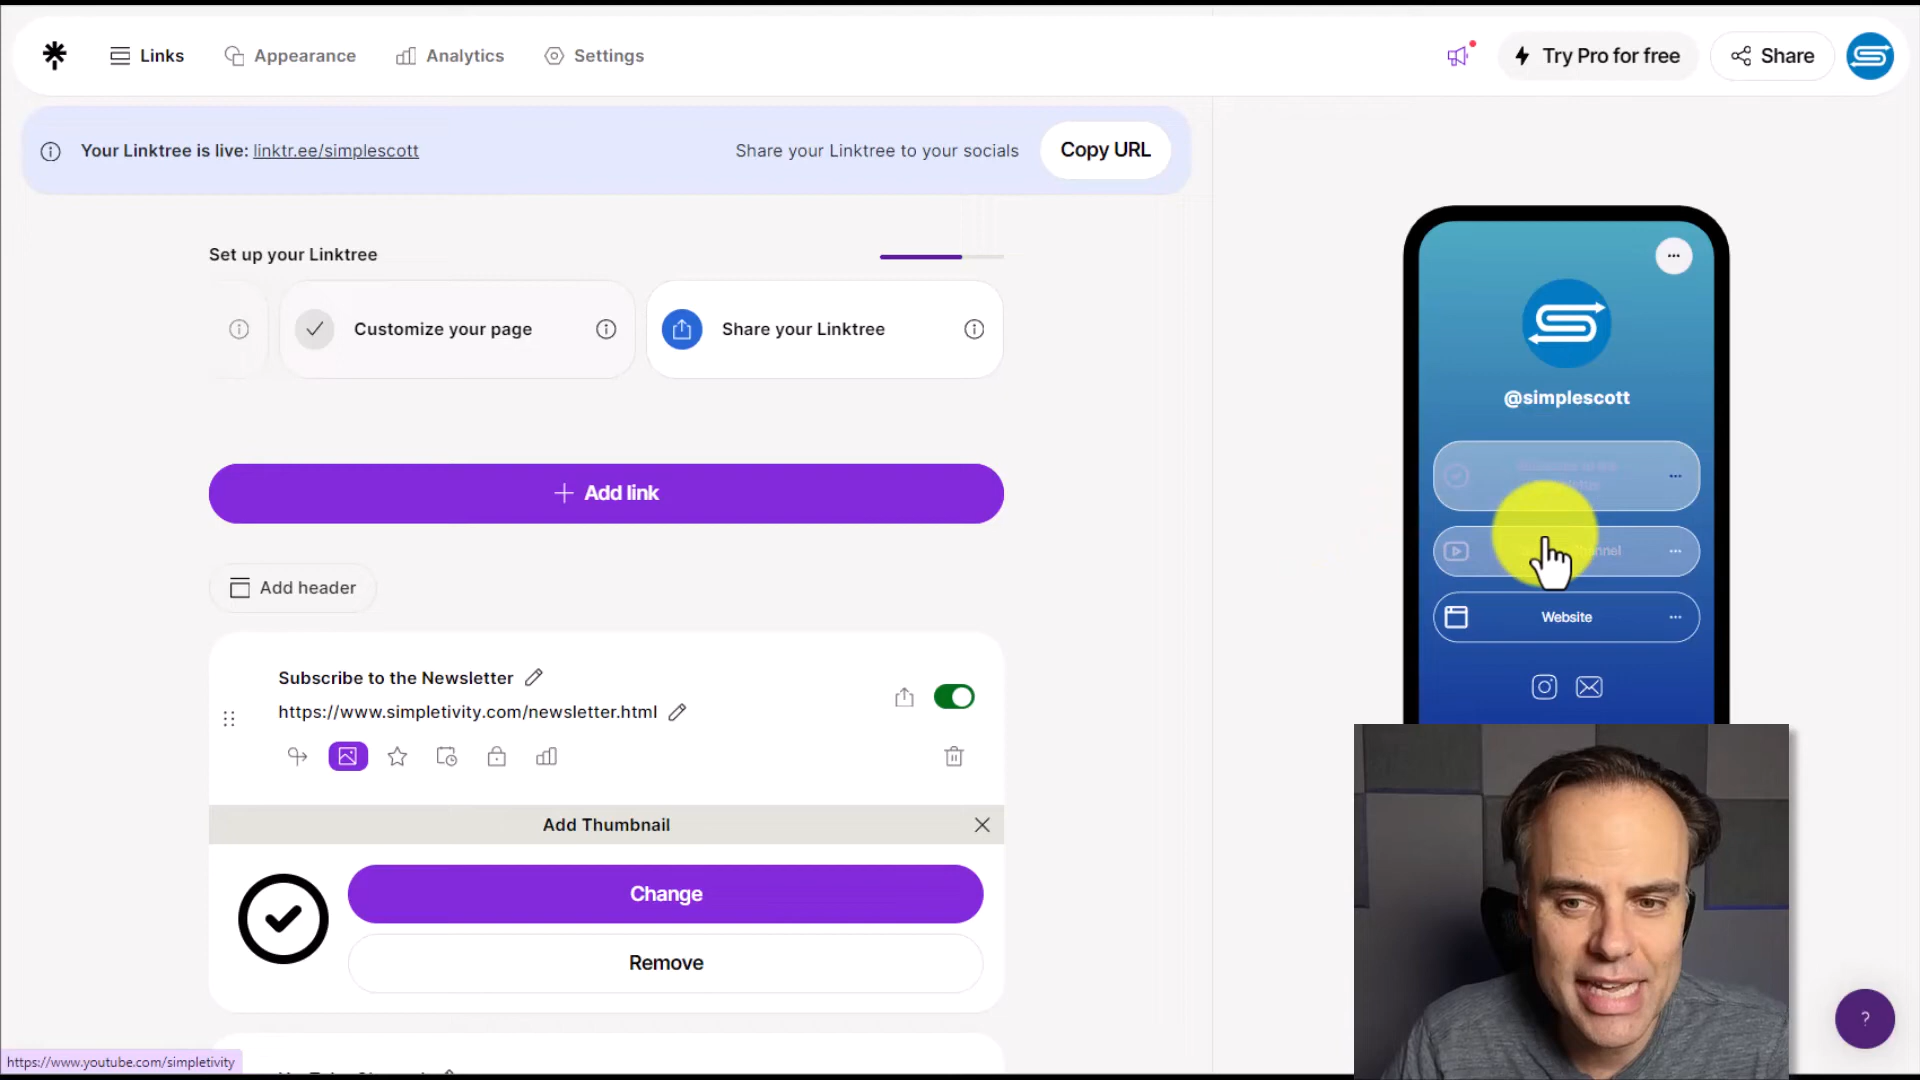 Links
Appearance
Analytics
Settings
Try Pro for free
Share
Your Linktree is live: linktr.ee/simplescott
Share your Linktree to your socials
Copy URL
Set up your Linktree
Customize your page
Share your Linktree
+ Add link
Add header
Subscribe to the Newsletter
https://www.simpletivity.com/newsletter.html
Add Thumbnail
Change
Remove
https://www.youtube.com/simpletivity
@simplescott
Website
?